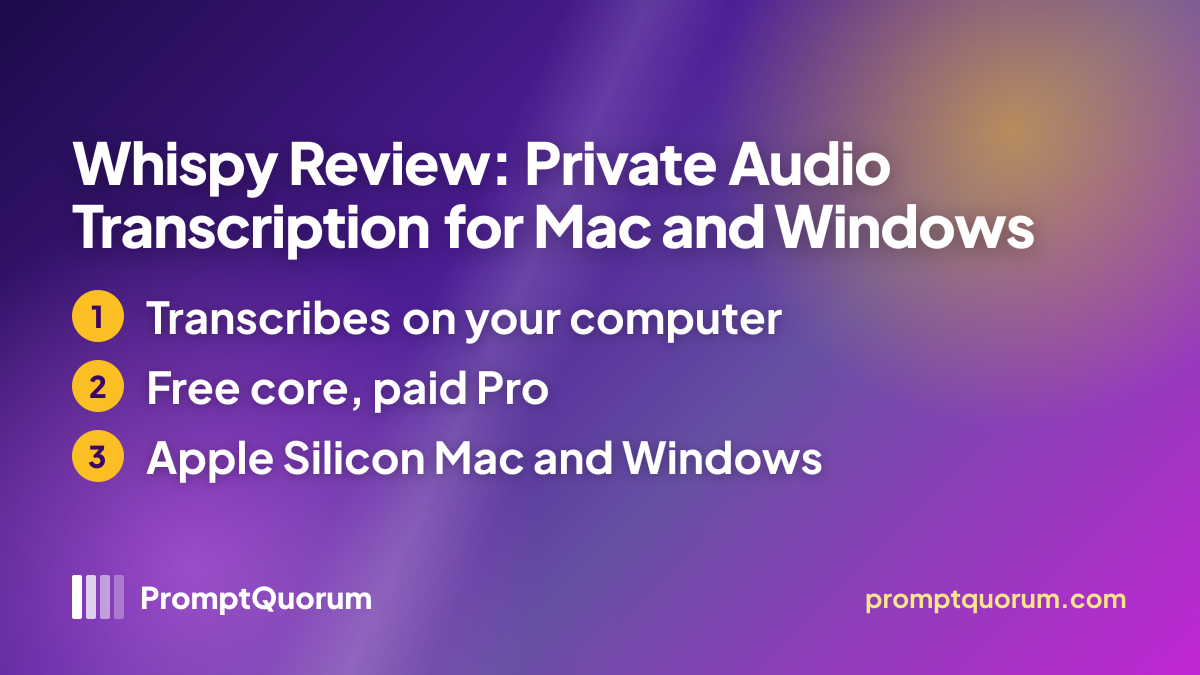 Whispy Review: Private Audio
Transcription for Mac and Windows
1 Transcribes on your computer
2 Free core, paid Pro
3 Apple Silicon Mac and Windows
PromptQuorum
promptquorum.com